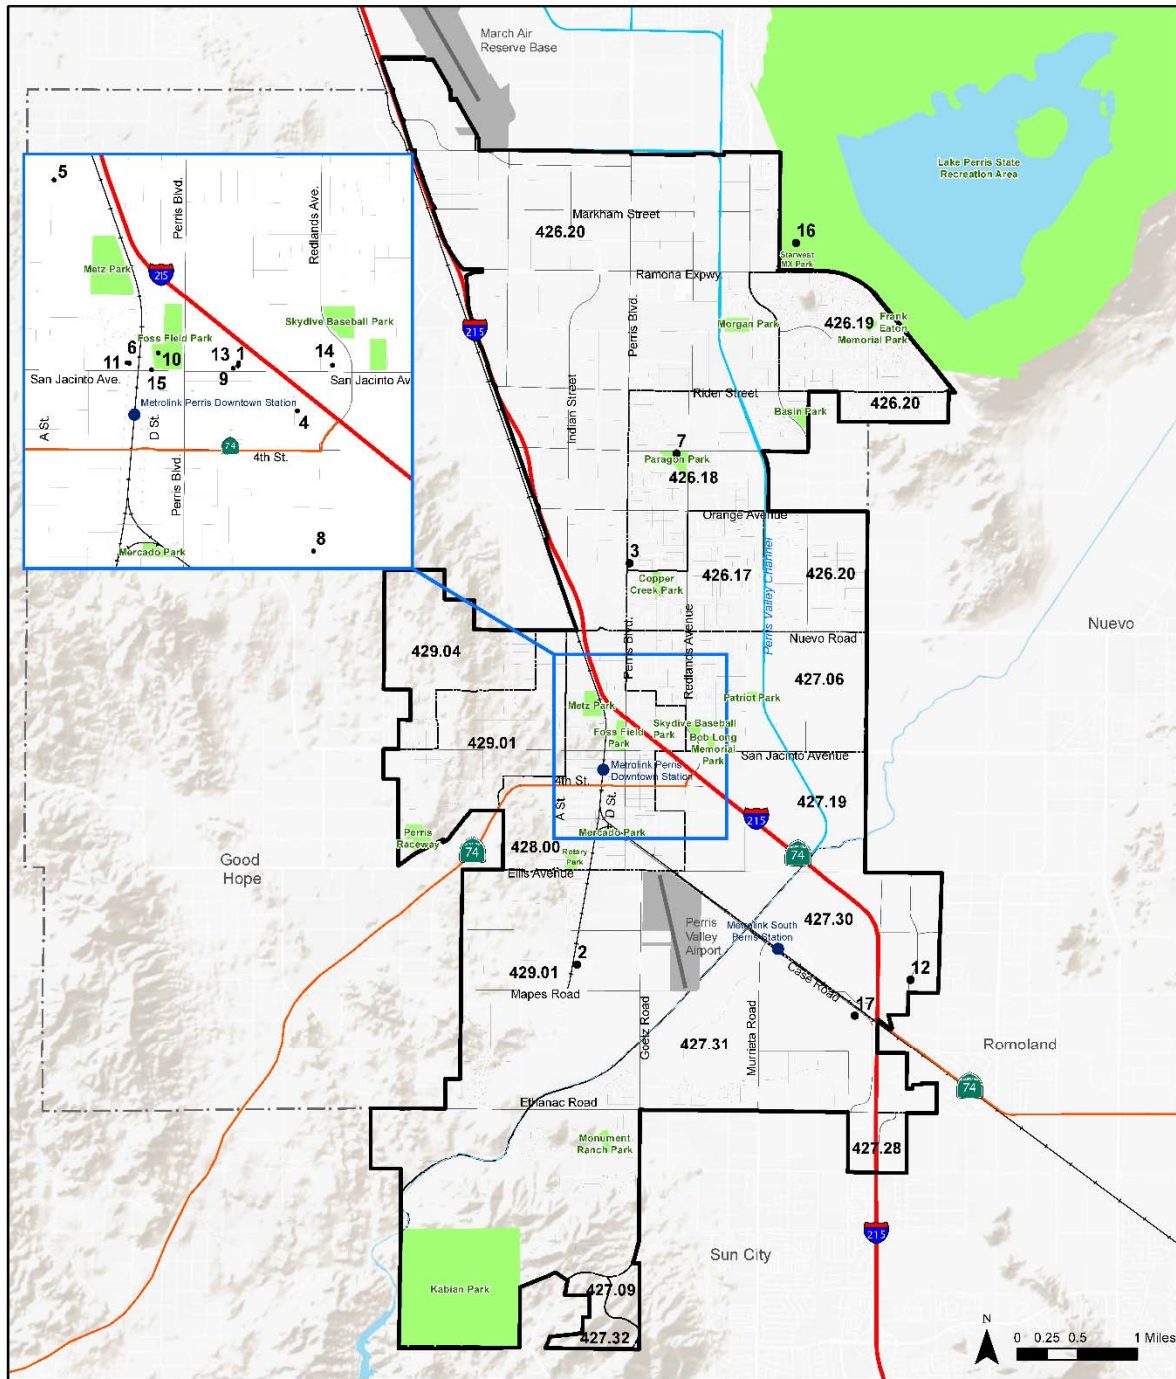 March Air
Reserve Base
Lake Perris State
Recreation Area
5
Perris Blvd.
Redlands Ave.
215
Metz Park
Skydive Baseball Park
Foss Field Park
6
11
10
13
1
9
14
15
San Jacinto Ave.
San Jacinto Av
Metrolink Perris Downtown Station
A St.
D St.
4
74
4th St.
Perris Blvd.
8
Mercado Park
Markham Street
426.20
16
Starwest
MX Park
Ramona Expwy.
215
Perris Blvd.
Morgan Park
426.19
Frank
Eaton
Memorial Park
Indian Street
Rider Street
426.20
Basin Park
7
Paragon Park
426.18
Orange Avenue
3
Copper
Creek Park
426.17
426.20
Perris Valley Channel
Nuevo
Nuevo Road
429.04
Perris Blvd.
Redlands Avenue
427.06
Metz Park
Patriot Park
Foss Field
Park
Skydive Baseball
Park
Bob Long
Memorial
Park
429.01
San Jacinto Avenue
Metrolink Perris
Downtown Station
4th St.
A St.
D St.
427.19
215
Perris
Raceway
74
Mercado Park
74
428.00
Rotary
Park
Good
Hope
Ellis Avenue
427.30
Perris
Valley
Airport
Metrolink South
Perris Station
2
429.01
Mapes Road
Case Road
12
17
Goetz Road
427.31
Murrieta Road
Romoland
74
Ethanac Road
Monument
Ranch Park
427.28
215
Sun City
Kabian Park
427.09
427.32
N
0 0.25 0.5 1 Miles